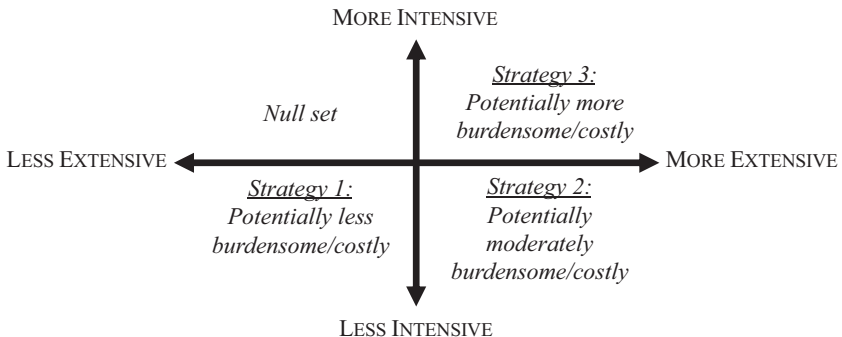 MORE INTENSIVE
Strategy 3:
Potentially more
burdensome/costly
Null set
LESS EXTENSIVE
MORE EXTENSIVE
Strategy 1:
Potentially less
burdensome/costly
Strategy 2:
Potentially
moderately
burdensome/costly
LESS INTENSIVE